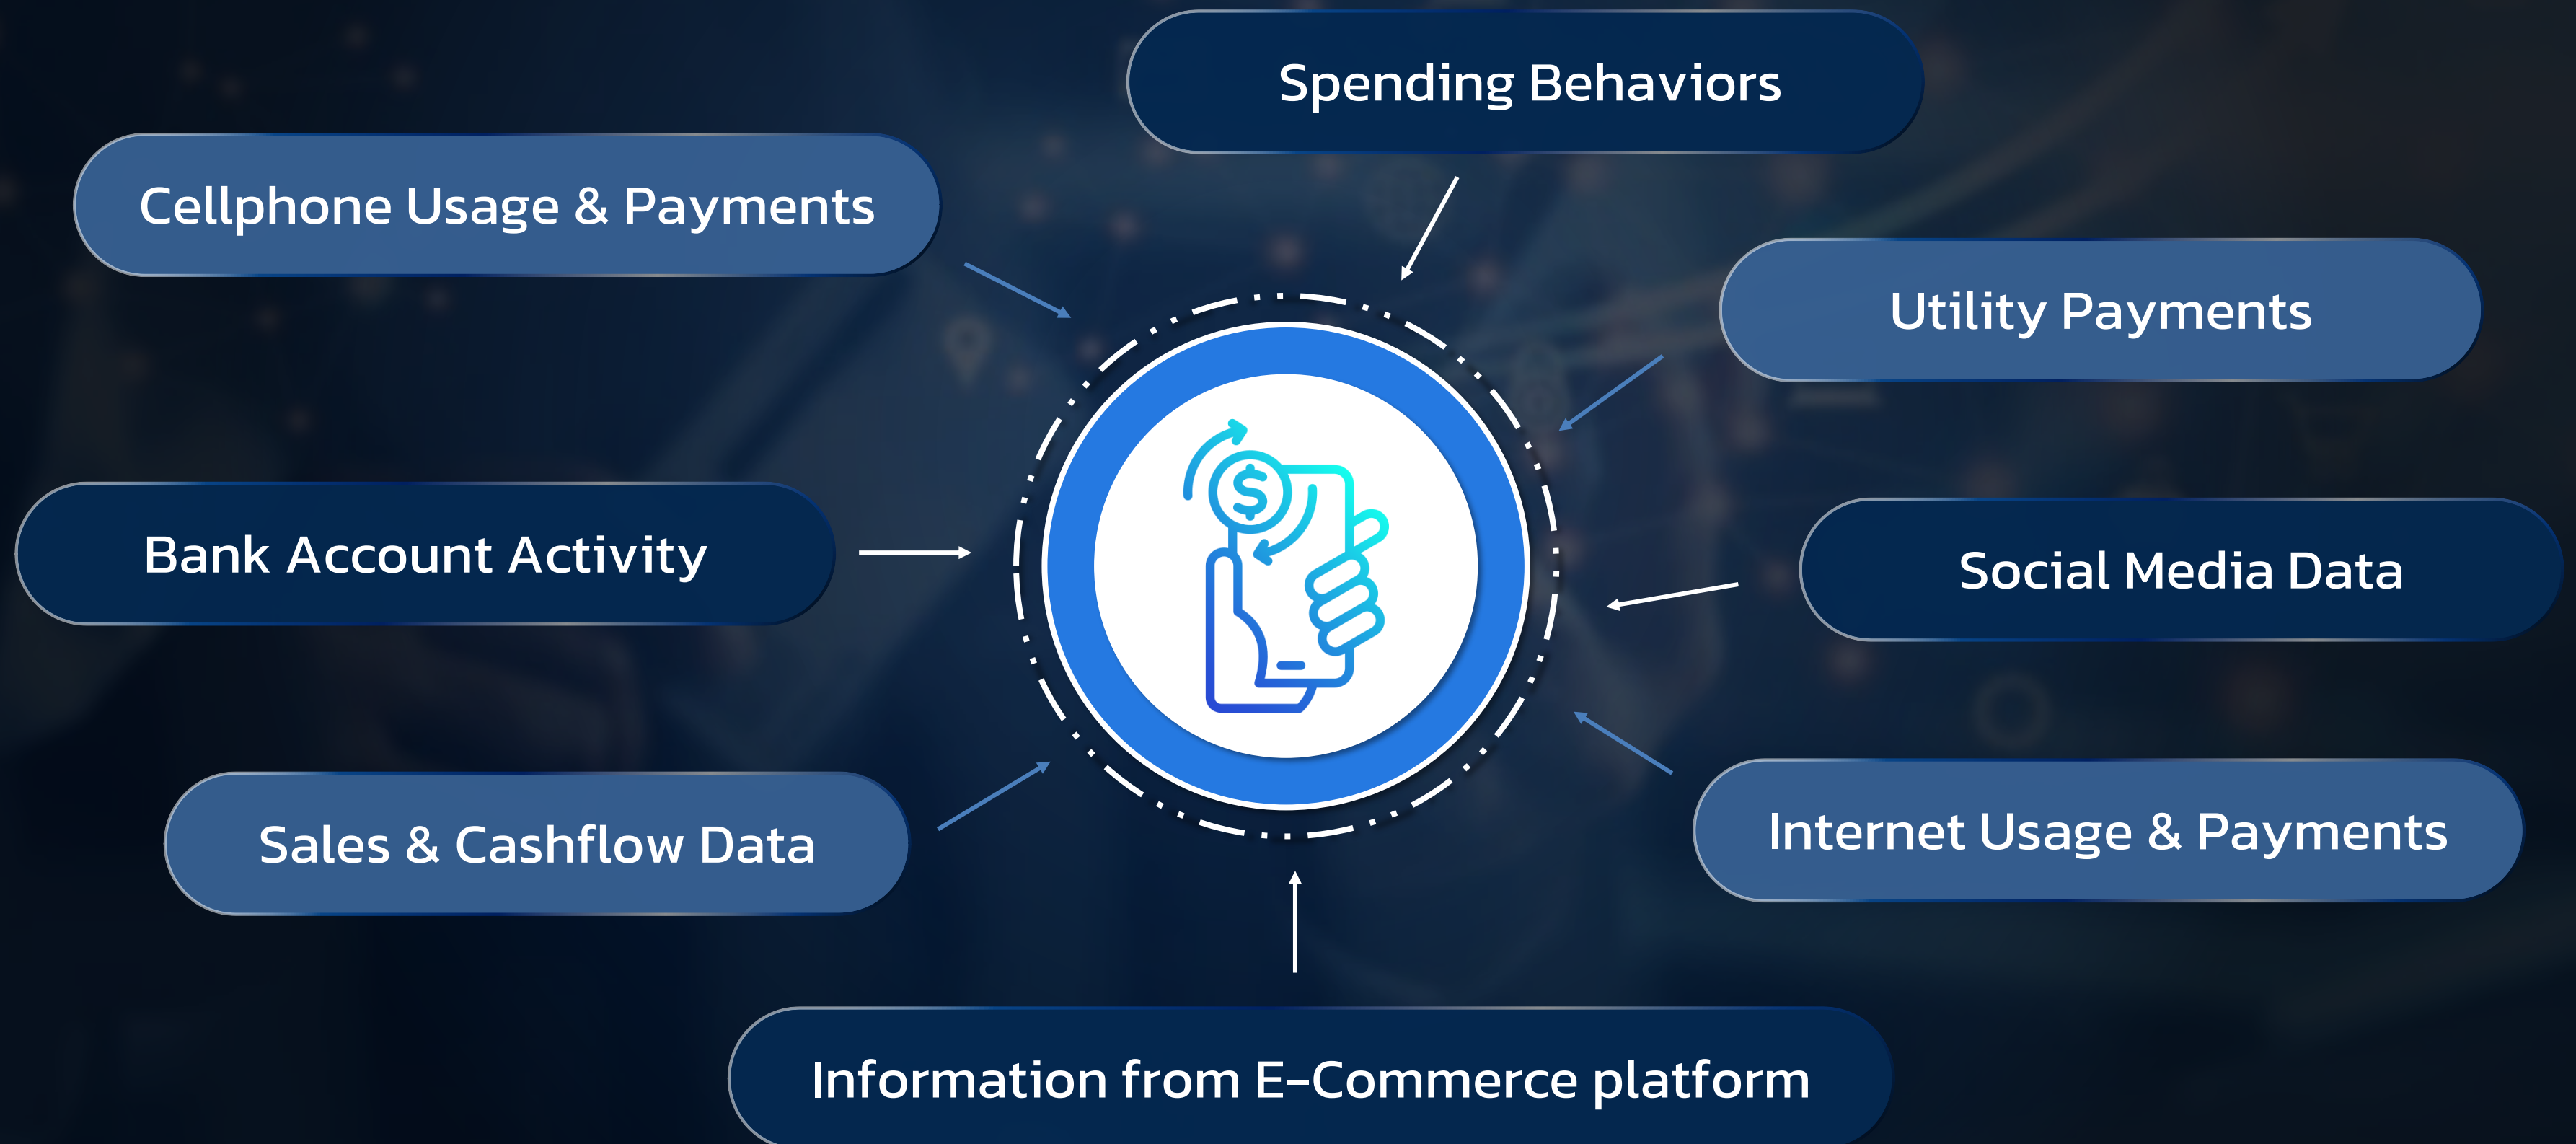 Spending Behaviors
Cellphone Usage & Payments
Utility Payments
Bank Account Activity
Social Media Data
Sales & Cashflow Data
Internet Usage & Payments
Information from E-Commerce platform
$